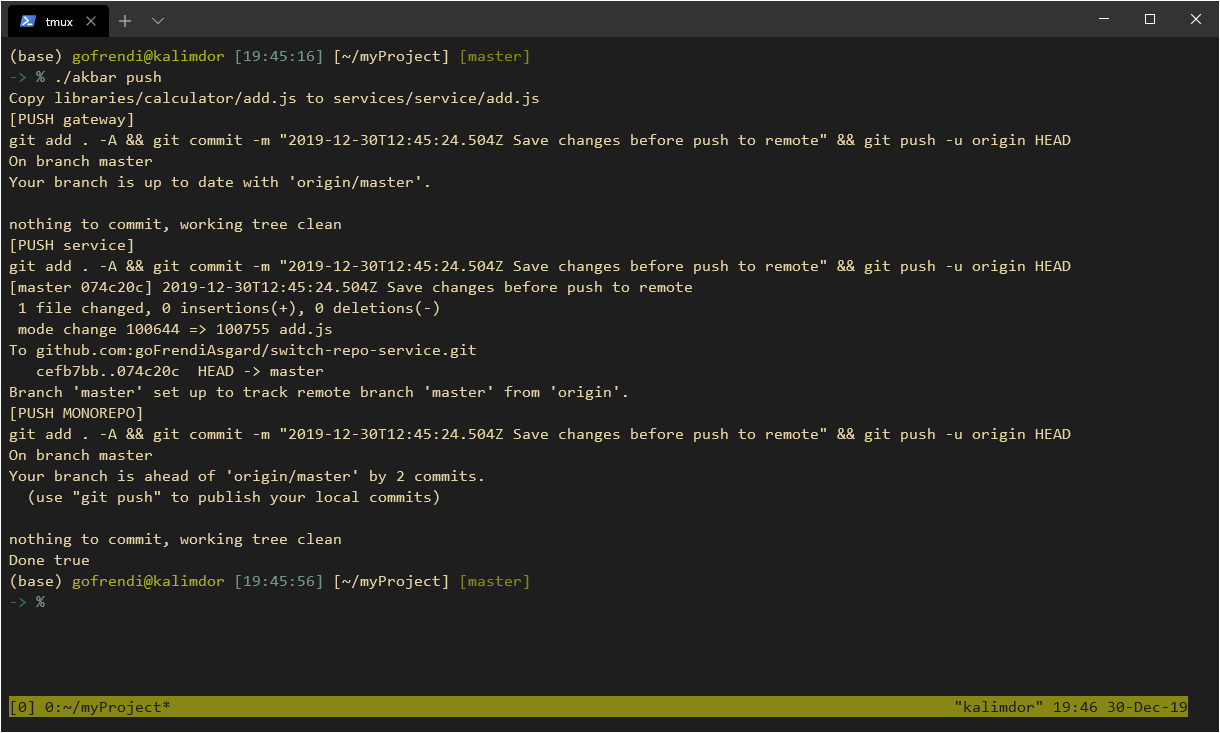 tmux
(base) gofrendi@kalimdor [19:45:16] [~/myProject] [master]
-> % ./akbar push
Copy libraries/calculator/add.js to services/service/add.js
[PUSH gateway]
git add . -A && git commit -m "2019-12-30T12:45:24.504Z Save changes before push to remote" && git push -u origin HEAD
On branch master
Your branch is up to date with 'origin/master'.
nothing to commit, working tree clean
[PUSH service]
git add . -A && git commit -m "2019-12-30T12:45:24.504Z Save changes before push to remote" && git push -u origin HEAD
[master 074c20c] 2019-12-30T12:45:24.504Z Save changes before push to remote
 1 file changed, 0 insertions(+), 0 deletions(-)
 mode change 100644 => 100755 add.js
To github.com:goFrendiAsgard/switch-repo-service.git
   cefb7bb..074c20c  HEAD -> master
Branch 'master' set up to track remote branch 'master' from 'origin'.
[PUSH MONOREPO]
git add . -A && git commit -m "2019-12-30T12:45:24.504Z Save changes before push to remote" && git push -u origin HEAD
On branch master
Your branch is ahead of 'origin/master' by 2 commits.
  (use "git push" to publish your local commits)
nothing to commit, working tree clean
Done true
(base) gofrendi@kalimdor [19:45:56] [~/myProject] [master]
-> %
[0] 0:~/myProject* "kalimdor" 19:46 30-Dec-19